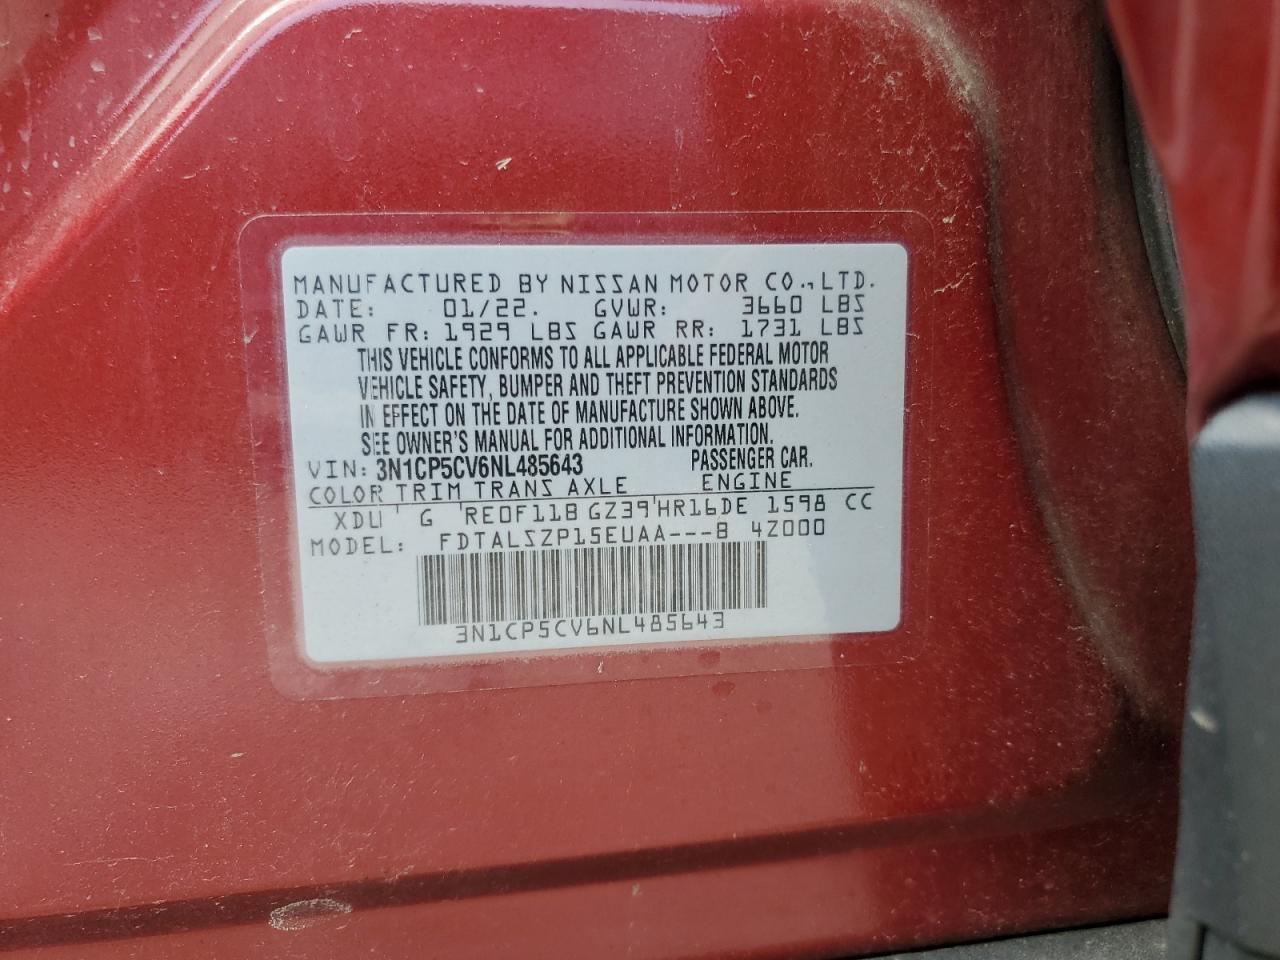 MANUFACTURED BY NISSAN MOTOR CO., LTD.
DATE: 01/22. GVWR: 3660 LBS
GAWR FR: 1929 LBS GAWR RR: 1731 LBS
THIS VEHICLE CONFORMS TO ALL APPLICABLE FEDERAL MOTOR
VEHICLE SAFETY, BUMPER AND THEFT PREVENTION STANDARDS
IN EFFECT ON THE DATE OF MANUFACTURE SHOWN ABOVE.
SEE OWNER'S MANUAL FOR ADDITIONAL INFORMATION.
VIN: 3N1CP5CV6NL485643 PASSENGER CAR.
COLOR TRIM TRANS AXLE ENGINE
XDU G RE0F11B GZ39 HR16DE 1598 CC
MODEL: FDTALSZP15EUAA---B 4Z000
3N1CP5CV6NL485643